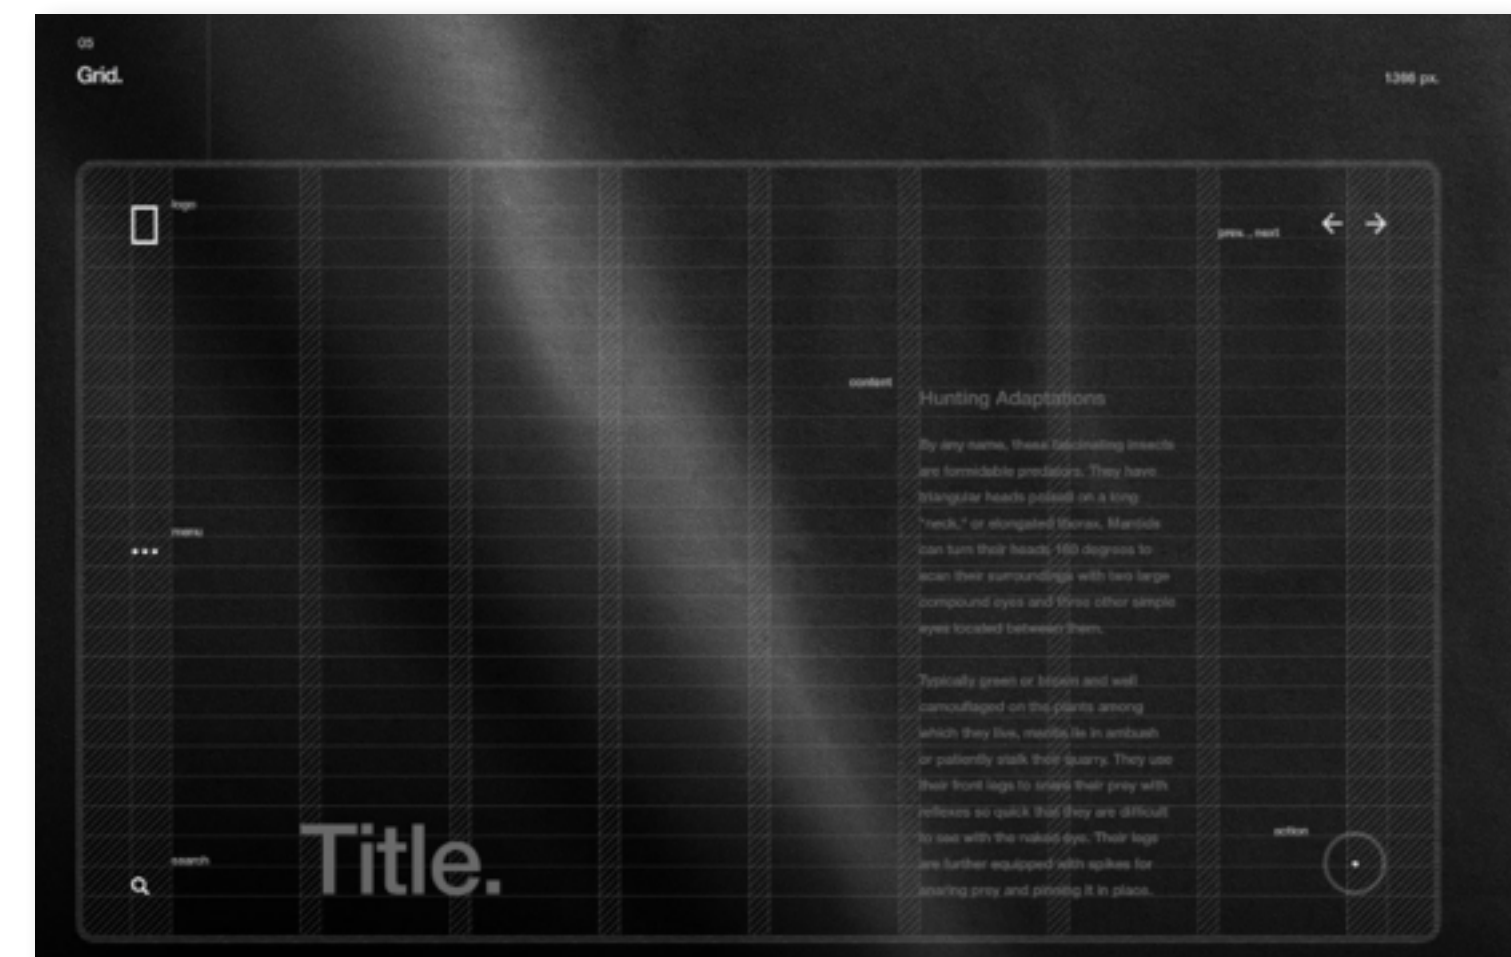 05
Grid.
1386 px.
logo
prev. , next
content
Hunting Adaptations
By any name, these fascinating insects
are formidable predators. They have
triangular heads poised on a long
"neck," or elongated thorax. Mantids
can turn their heads 180 degrees to
scan their surroundings with two large
compound eyes and three other simple
eyes located between them.
menu
Typically green or brown and well
camouflaged on the plants among
which they live, mantis lie in ambush
or patiently stalk their quarry. They use
their front legs to snare their prey with
reflexes so quick that they are difficult
to see with the naked eye. Their legs
are further equipped with spikes for
snaring prey and pinning it in place.
action
search
Title.